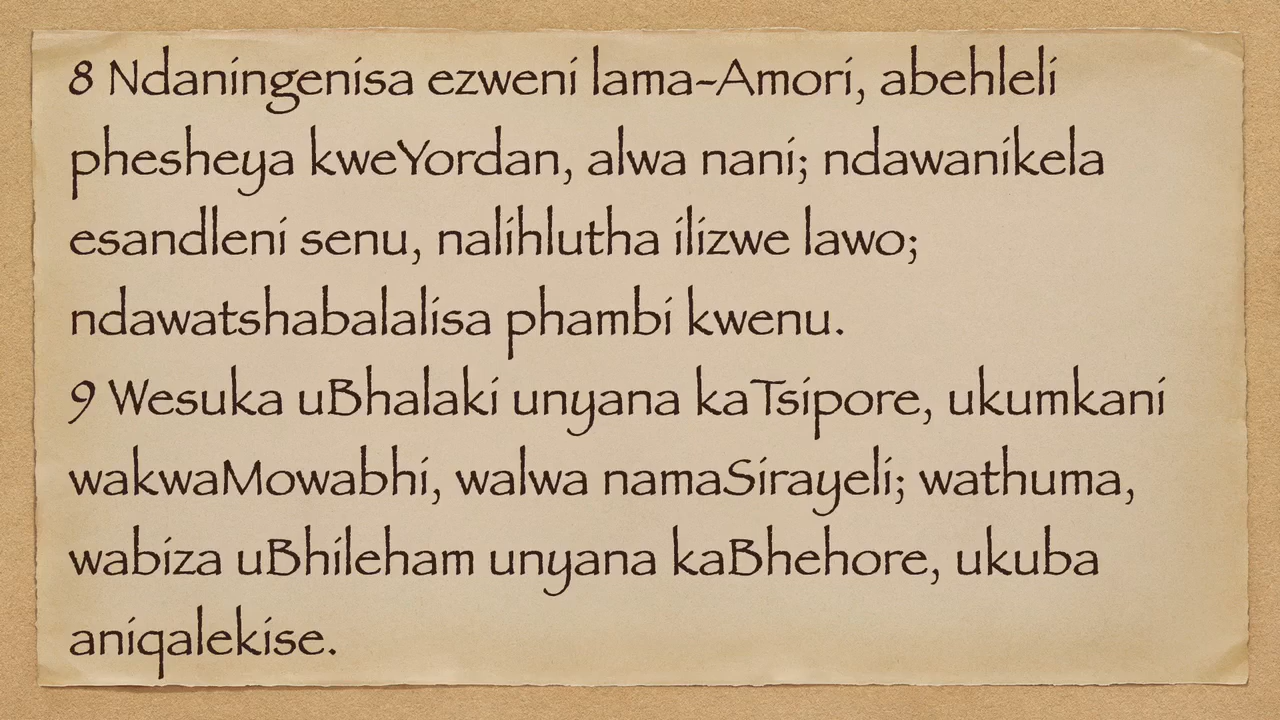 8 Ndaningenisa ezweni lama-Amori, abehleli
phesheya kweYordan, alwa nani; ndawanikela
esandleni senu, nalihlutha ilizwe lawo;
ndawatshabalalisa phambi kwenu.
9 Wesuka uBhalaki unyana kaTsipore, ukumkani
wakwaMowabhi, walwa namaSirayeli; wathuma,
wabiza uBhileham unyana kaBhehore, ukuba
aniqalekise.